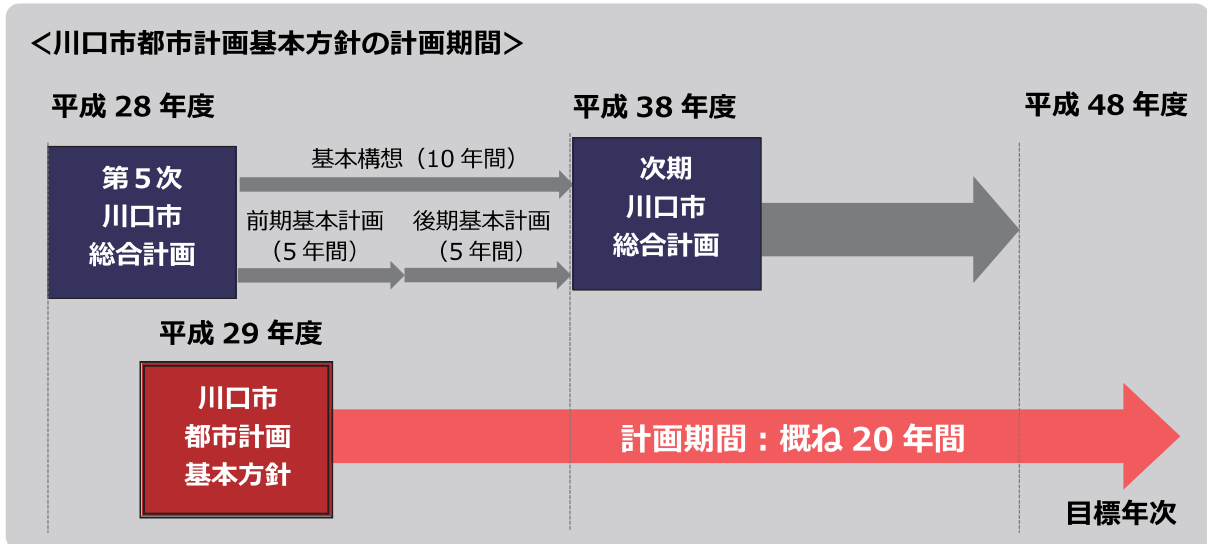 ＜川口市都市計画基本方針の計画期間＞
平成 28 年度
平成 38 年度
平成 48 年度
第５次
川口市
総合計画
基本構想（10 年間）
前期基本計画
（5 年間）
後期基本計画
（5 年間）
次期
川口市
総合計画
平成 29 年度
川口市
都市計画
基本方針
計画期間：概ね 20 年間
目標年次